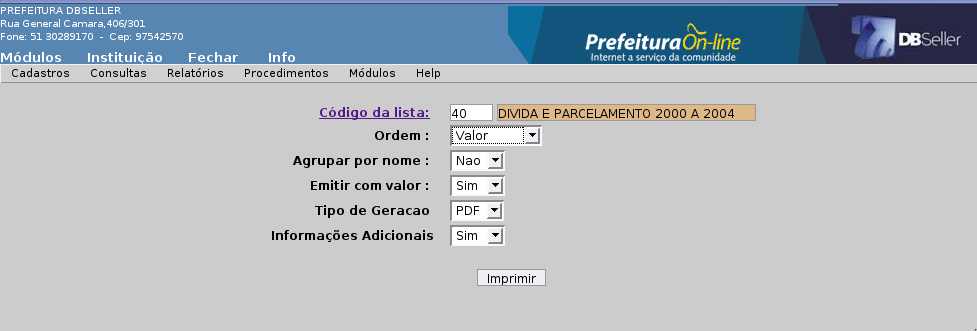 PREFEITURA DBSELLER
Rua General Camara,406/301
Fone: 51 30289170 - Cep: 97542570
Prefeitura On-line
Internet a serviço da comunidade
DBSeller
Módulos Instituição Fechar Info
Cadastros Consultas Relatórios Procedimentos Módulos Help
Código da lista: 40 DIVIDA E PARCELAMENTO 2000 A 2004
Ordem : Valor
Agrupar por nome : Nao
Emitir com valor : Sim
Tipo de Geracao PDF
Informações Adicionais Sim
Imprimir